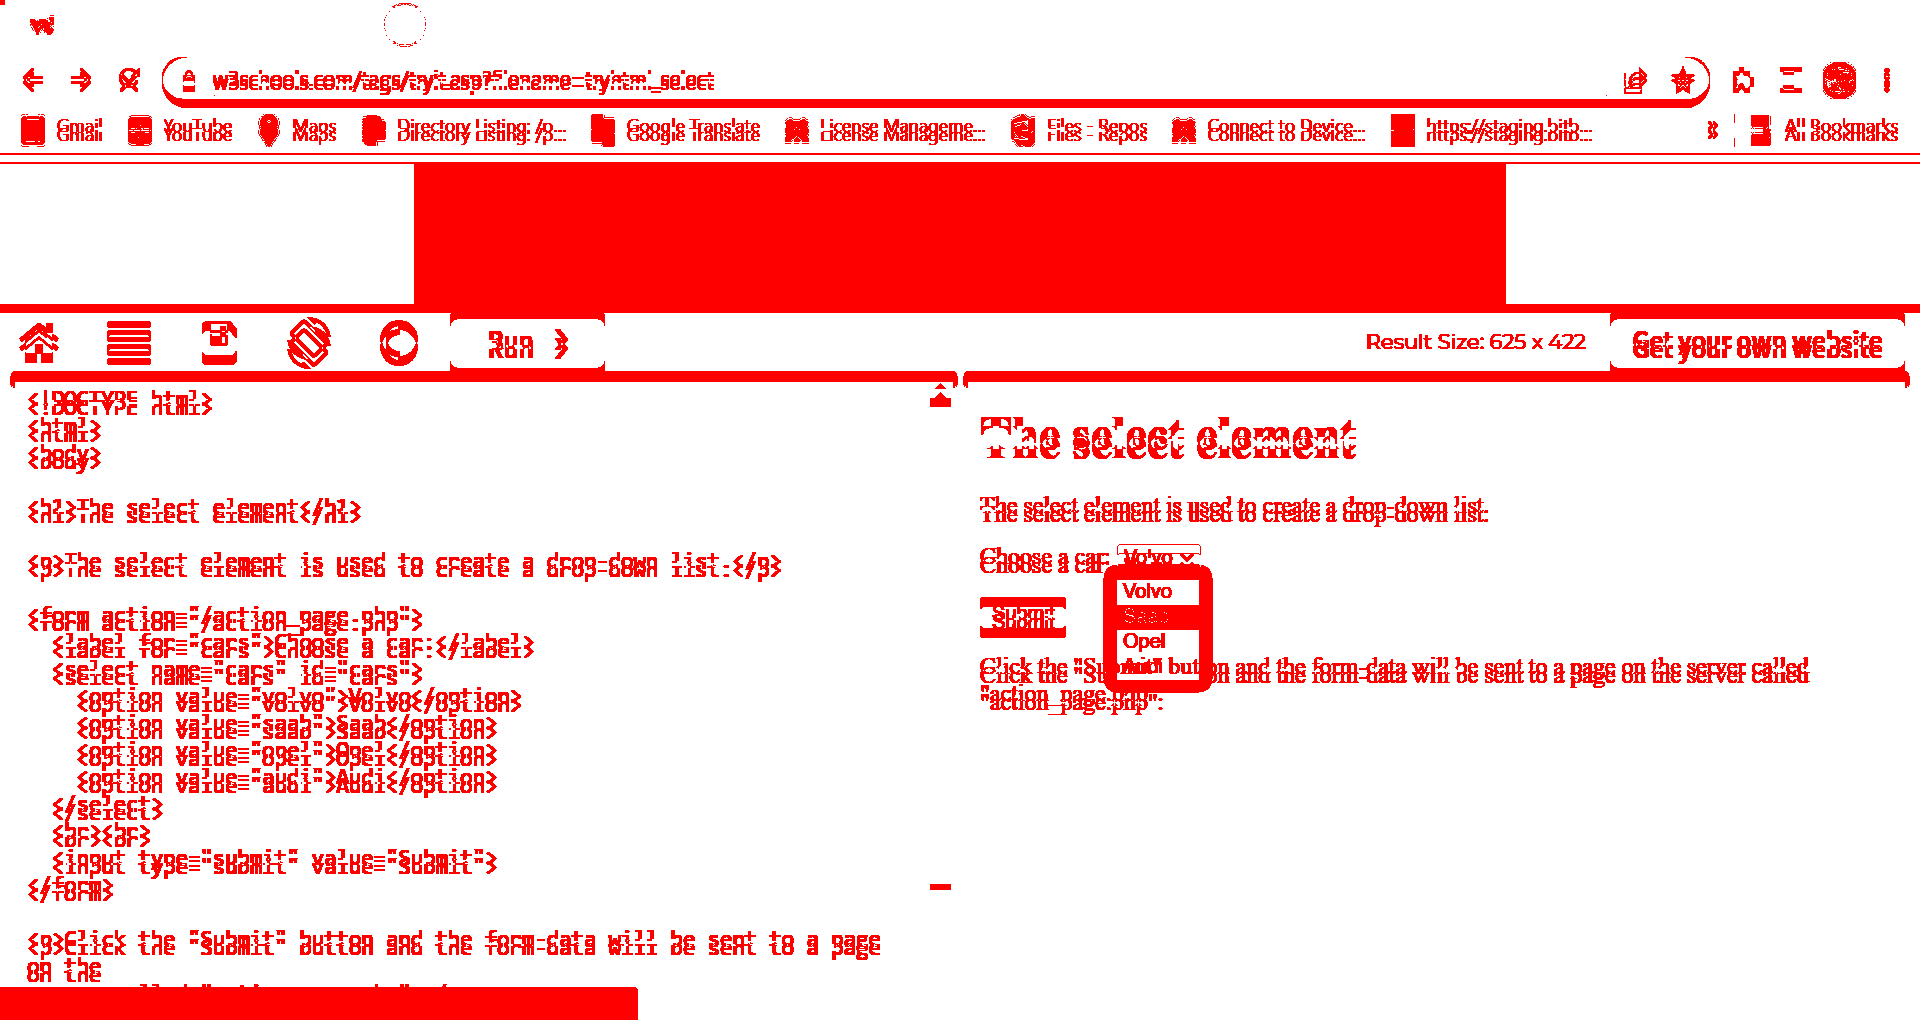 w3schools.com/tags/tryit.asp?filename=tryhtml_select
Gmail YouTube Maps Directory Listing: /p... Google Translate License Manageme... Files - Repos Connect to Device... https://staging.bitb... All Bookmarks
Run Result Size: 625 x 422 Get your own website
<!DOCTYPE html>
<html>
<body>
<h1>The select element</h1>
<p>The select element is used to create a drop-down list.</p>
<form action="/action_page.php">
<label for="cars">Choose a car:</label>
<select name="cars" id="cars">
<option value="volvo">Volvo</option>
<option value="saab">Saab</option>
<option value="opel">Opel</option>
<option value="audi">Audi</option>
</select>
<br><br>
<input type="submit" value="Submit">
</form>
<p>Click the "Submit" button and the form-data will be sent to a page
on the
The select element
The select element is used to create a drop-down list.
Choose a car: Volvo
Volvo
Saab
Opel
Audi
Submit
Click the "Submit" button and the form-data will be sent to a page on the server called
"action_page.php".